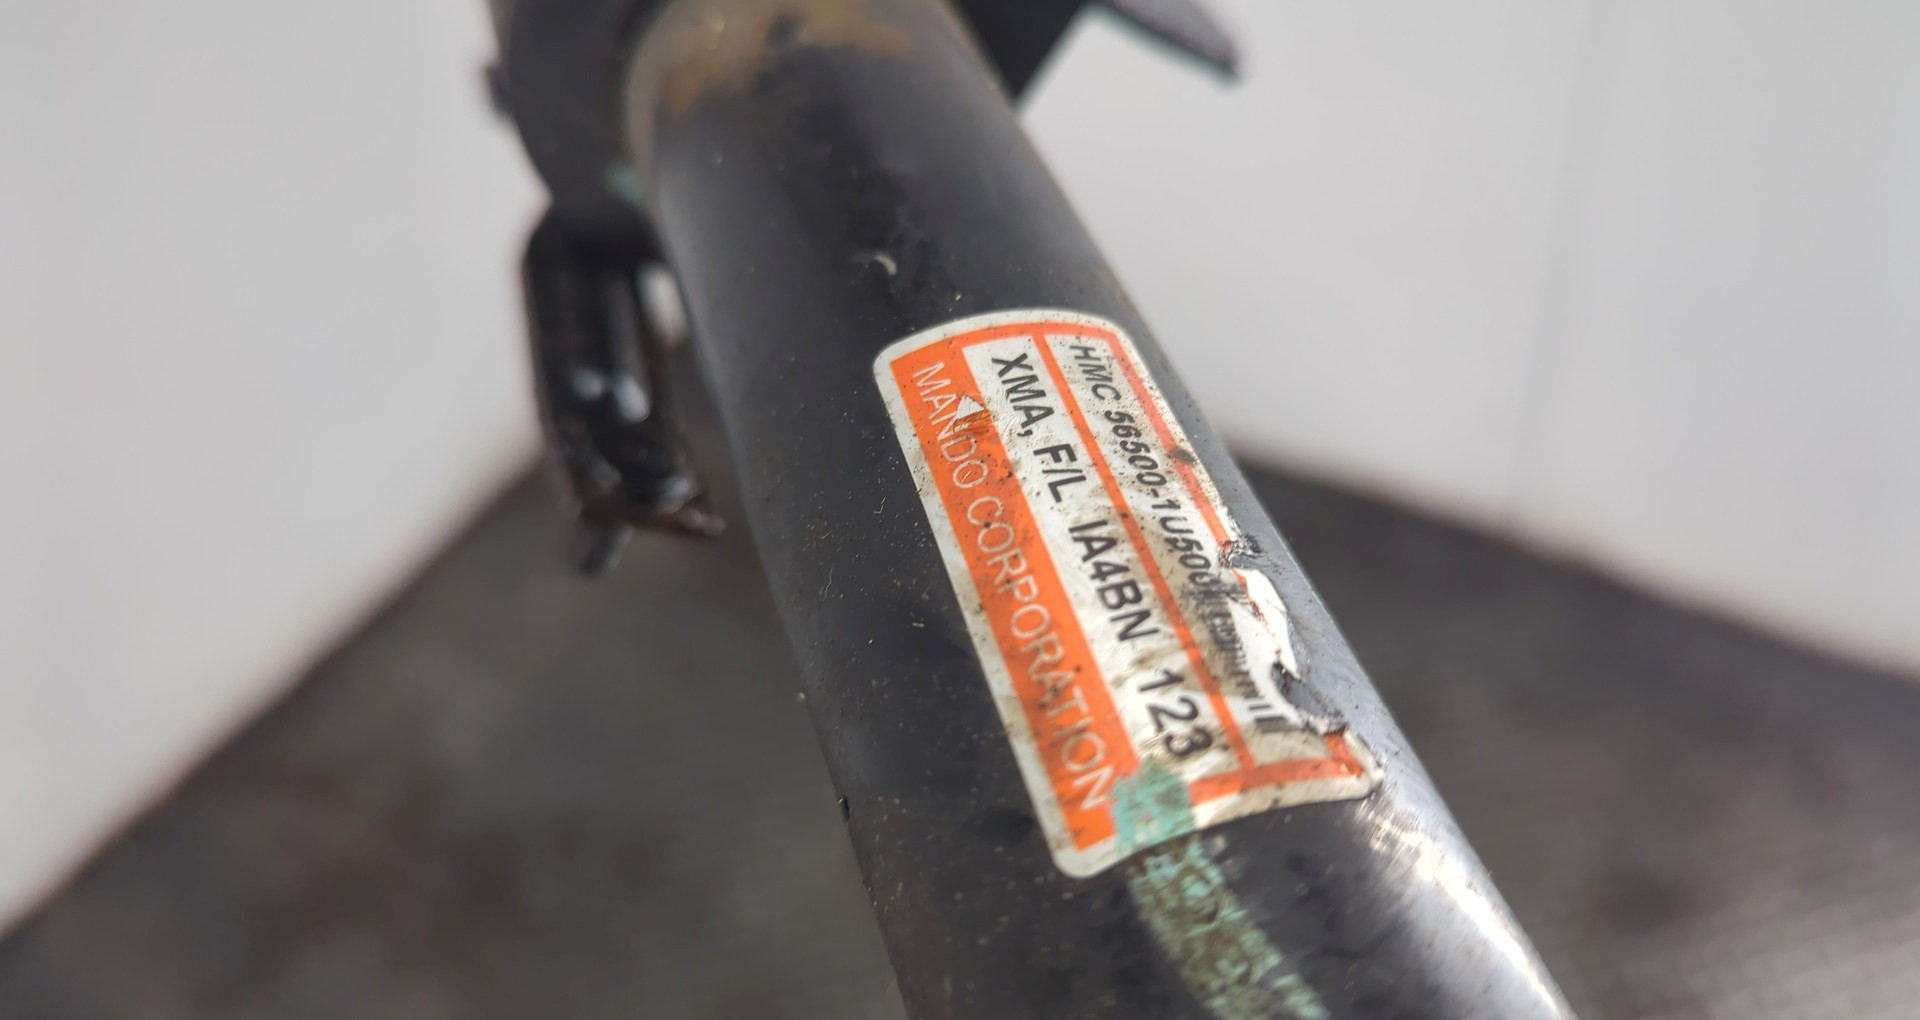 HMC 56500-1U500
XMA, F/L IA4BN 123
MANDO CORPORATION